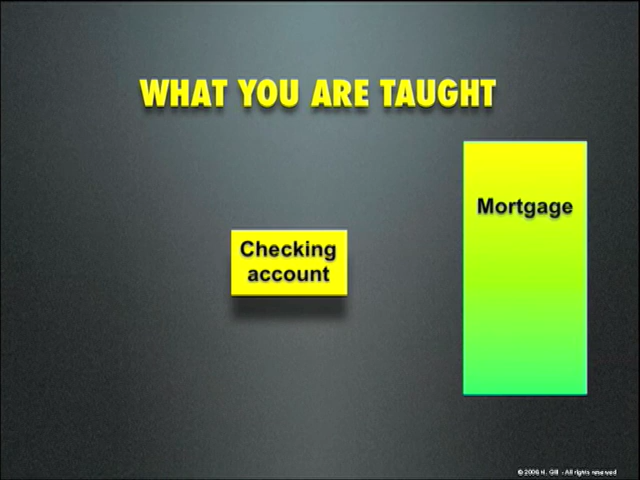 WHAT YOU ARE TAUGHT
Mortgage
Checking
account
© 2006 H. Gill - All rights reserved